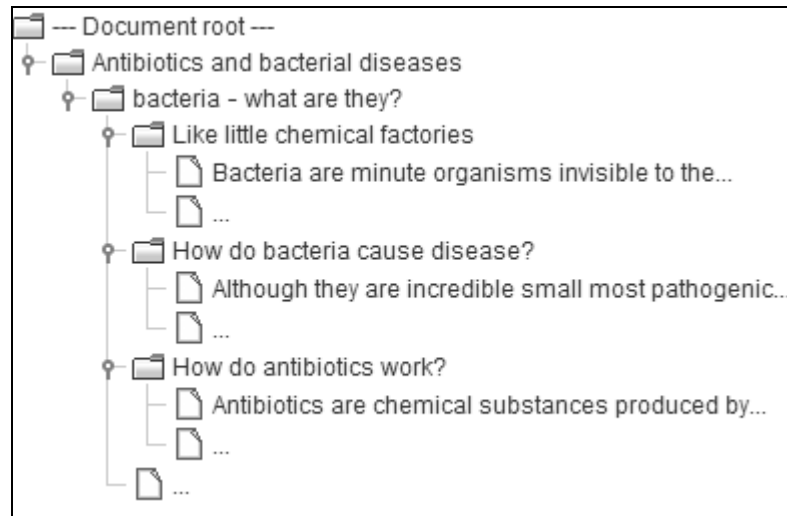 --- Document root ---
Antibiotics and bacterial diseases
bacteria - what are they?
Like little chemical factories
Bacteria are minute organisms invisible to the...
...
How do bacteria cause disease?
Although they are incredible small most pathogenic...
...
How do antibiotics work?
Antibiotics are chemical substances produced by...
...
...